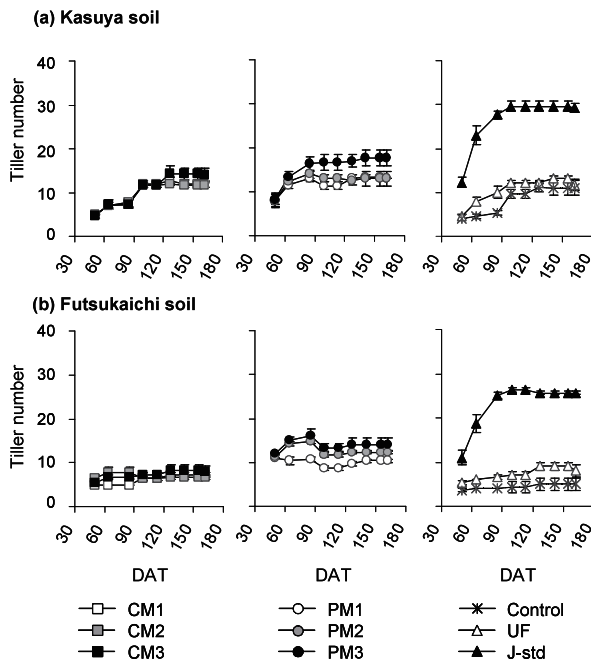 (a) Kasuya soil
Tiller number
40
30
20
10
0
30 60 90 120 150 180
30 60 90 120 150 180
30 60 90 120 150 180
(b) Futsukaichi soil
Tiller number
40
30
20
10
0
30 60 90 120 150 180
30 60 90 120 150 180
30 60 90 120 150 180
DAT DAT DAT
CM1 PM1 Control
CM2 PM2 UF
CM3 PM3 J-std